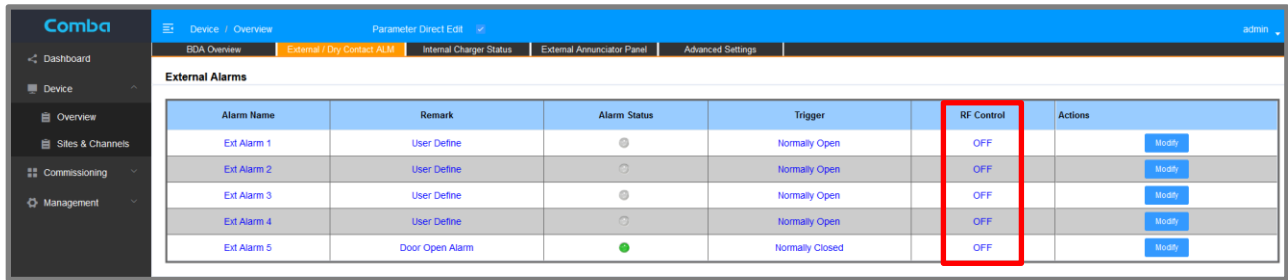 Comba
Device / Overview Parameter Direct Edit admin
BDA Overview External / Dry Contact ALM Internal Charger Status External Annunciator Panel Advanced Settings
Dashboard
Device
Overview
Sites & Channels
Commissioning
Management
External Alarms
Alarm Name Remark Alarm Status Trigger RF Control Actions
Ext Alarm 1 User Define Normally Open OFF Modify
Ext Alarm 2 User Define Normally Open OFF Modify
Ext Alarm 3 User Define Normally Open OFF Modify
Ext Alarm 4 User Define Normally Open OFF Modify
Ext Alarm 5 Door Open Alarm Normally Closed OFF Modify